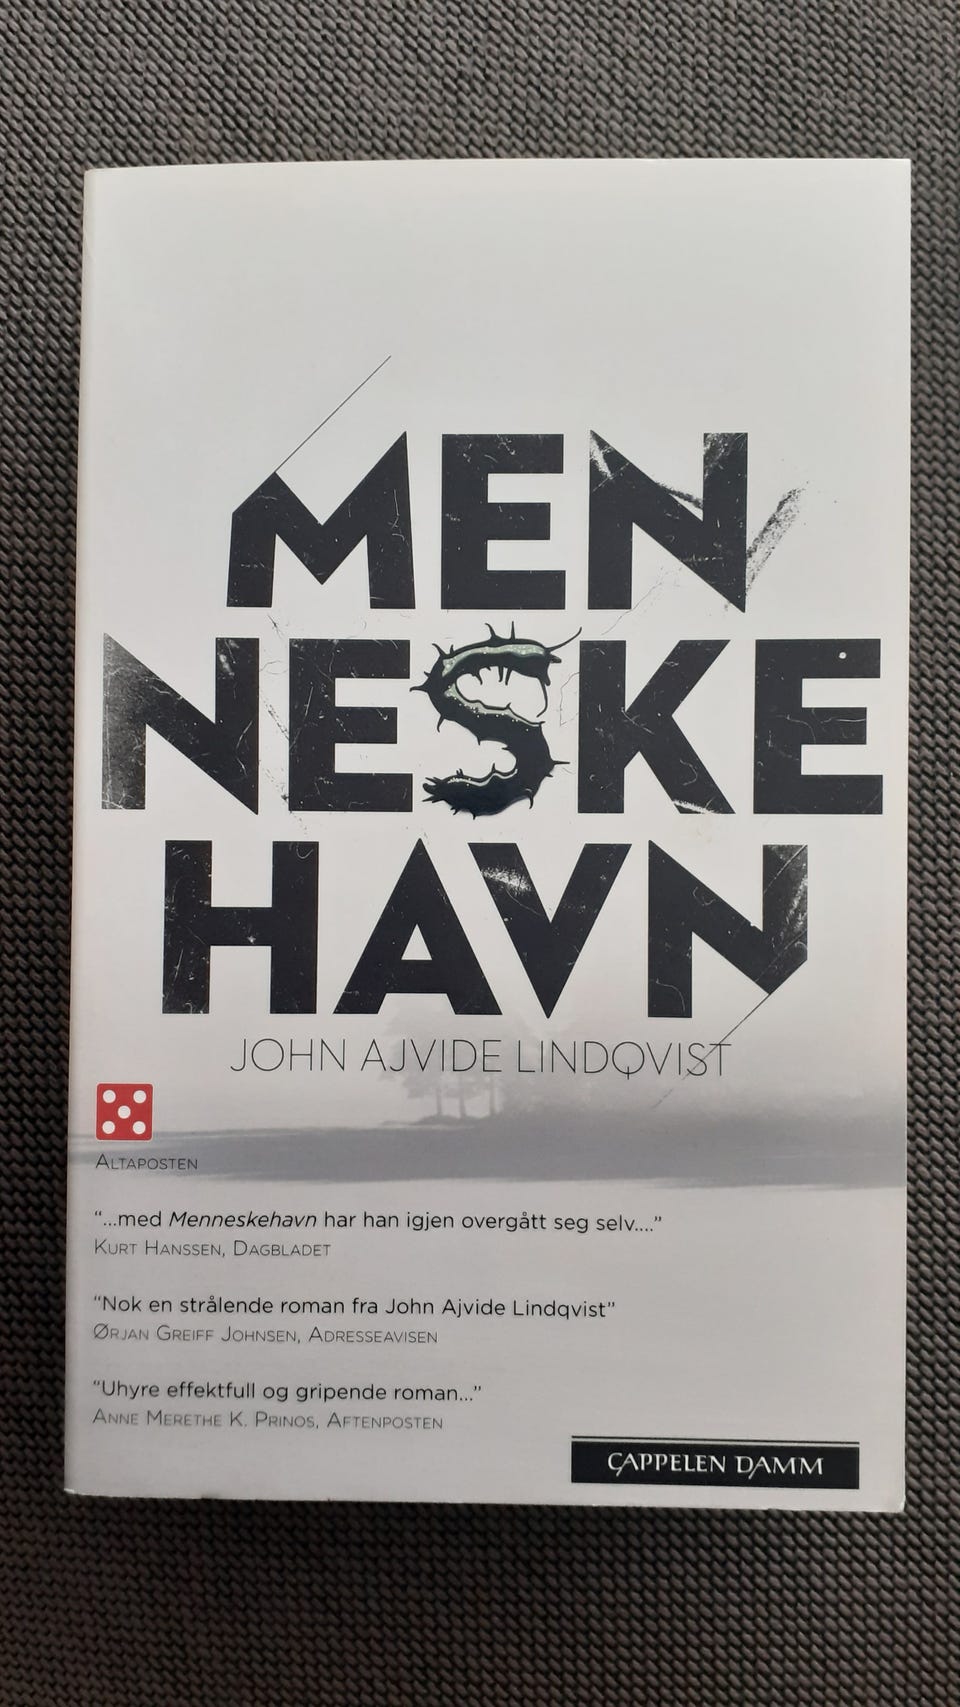 MEN
NESKE
HAVN
JOHN AJVIDE LINDQVIST
ALTAPOSTEN
“...med Menneskehavn har han igjen overgått seg selv....”
KURT HANSSEN, DAGBLADET
“Nok en strålende roman fra John Ajvide Lindqvist”
ØRJAN GREIFF JOHNSEN, ADRESSEAVISEN
“Uhyre effektfull og gripende roman...”
ANNE MERETHE K. PRINOS, AFTENPOSTEN
CAPPELEN DAMM